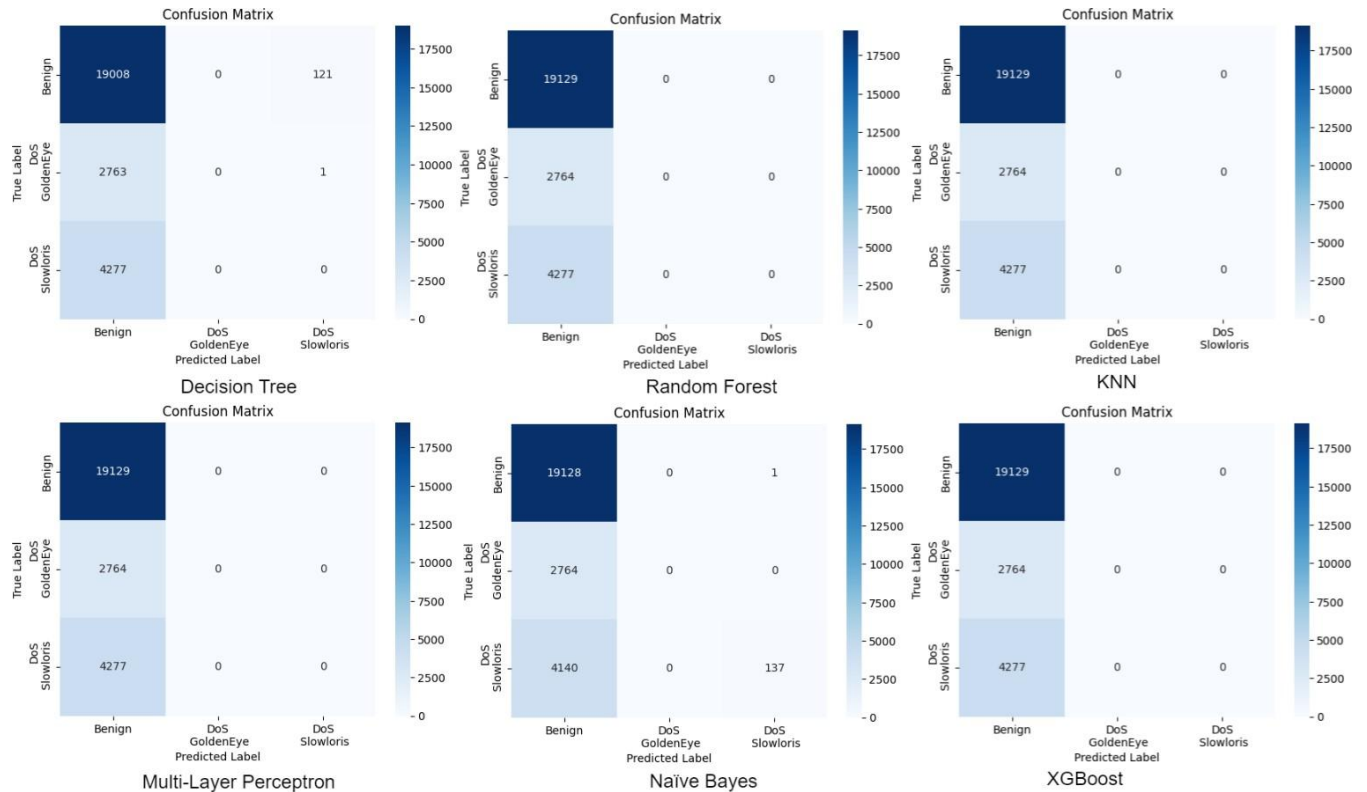 Confusion Matrix
True Label
Benign
DoS
GoldenEye
DoS
Slowloris
19008 0 121
2763 0 1
4277 0 0
17500
15000
12500
10000
7500
5000
2500
0
Benign
DoS
GoldenEye
DoS
Slowloris
Predicted Label
Decision Tree
Confusion Matrix
True Label
Benign
DoS
GoldenEye
DoS
Slowloris
19129 0 0
2764 0 0
4277 0 0
17500
15000
12500
10000
7500
5000
2500
0
Benign
DoS
GoldenEye
DoS
Slowloris
Predicted Label
Random Forest
Confusion Matrix
True Label
Benign
DoS
GoldenEye
DoS
Slowloris
19129 0 0
2764 0 0
4277 0 0
17500
15000
12500
10000
7500
5000
2500
0
Benign
DoS
GoldenEye
DoS
Slowloris
Predicted Label
KNN
Confusion Matrix
True Label
Benign
DoS
GoldenEye
DoS
Slowloris
19129 0 0
2764 0 0
4277 0 0
17500
15000
12500
10000
7500
5000
2500
0
Benign
DoS
GoldenEye
DoS
Slowloris
Predicted Label
Multi-Layer Perceptron
Confusion Matrix
True Label
Benign
DoS
GoldenEye
DoS
Slowloris
19128 0 1
2764 0 0
4140 0 137
17500
15000
12500
10000
7500
5000
2500
0
Benign
DoS
GoldenEye
DoS
Slowloris
Predicted Label
Naïve Bayes
Confusion Matrix
True Label
Benign
DoS
GoldenEye
DoS
Slowloris
19129 0 0
2764 0 0
4277 0 0
17500
15000
12500
10000
7500
5000
2500
0
Benign
DoS
GoldenEye
DoS
Slowloris
Predicted Label
XGBoost